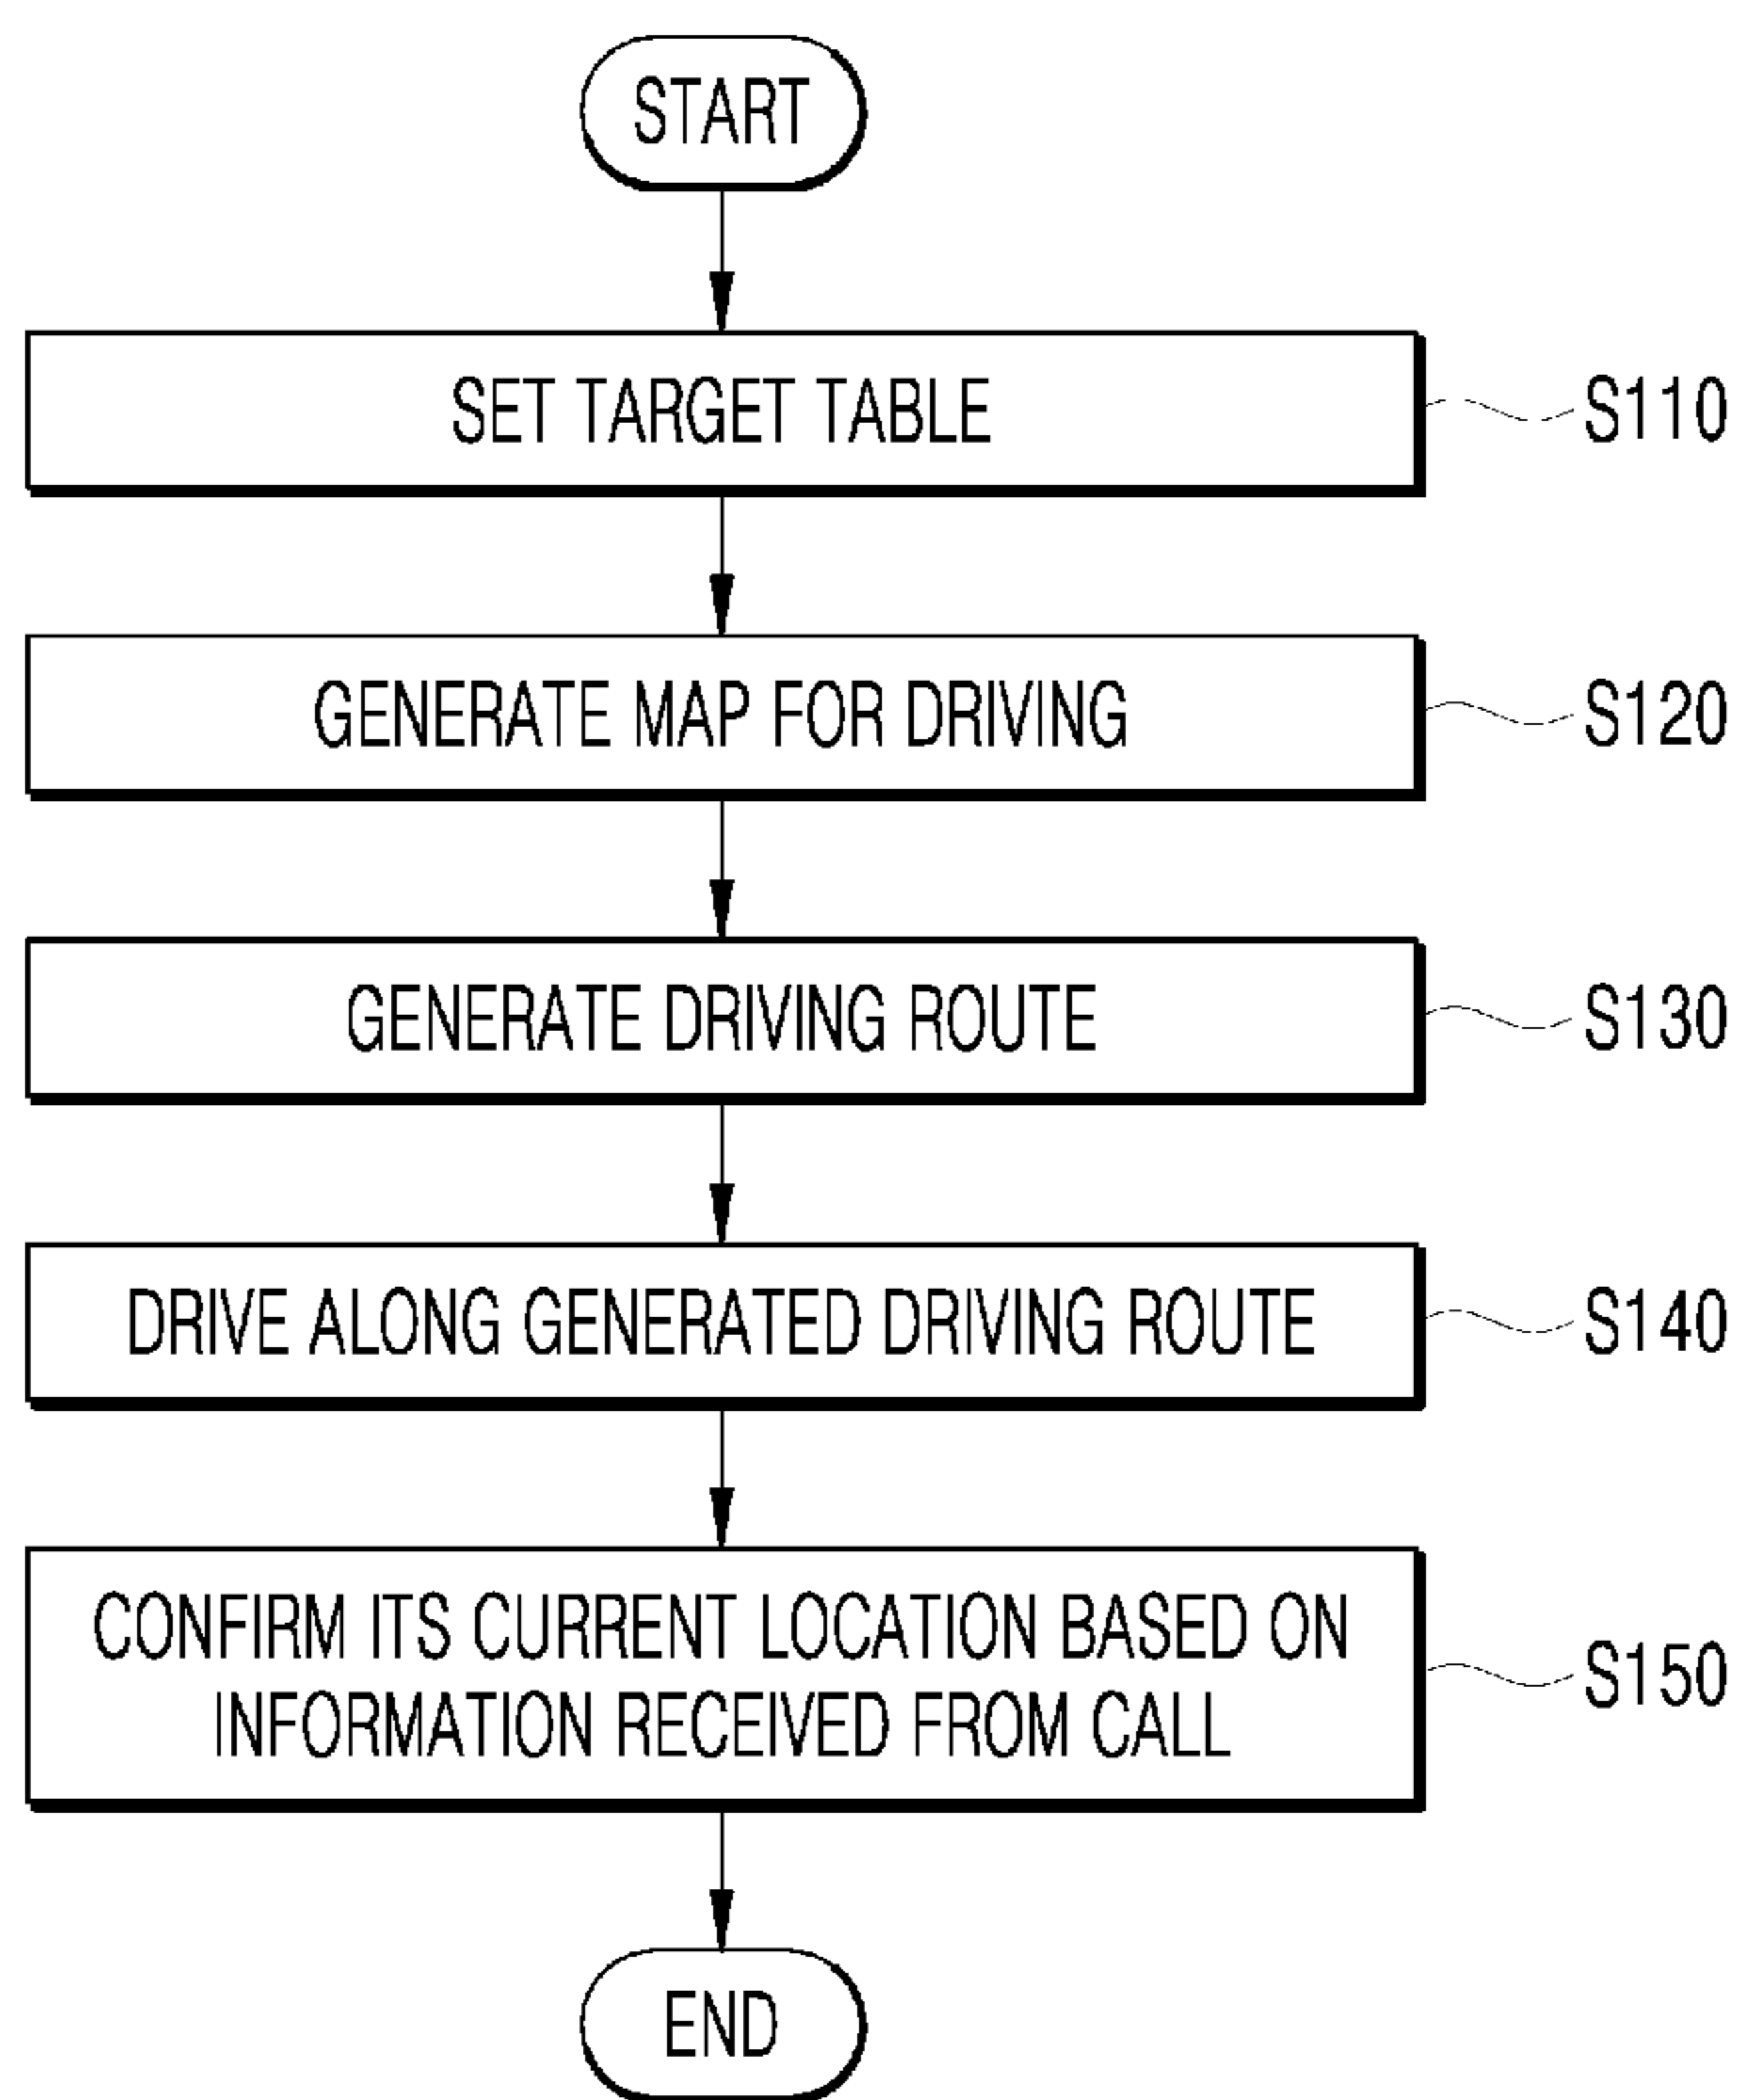 START
SET TARGET TABLE
S110
GENERATE MAP FOR DRIVING
S120
GENERATE DRIVING ROUTE
S130
DRIVE ALONG GENERATED DRIVING ROUTE
S140
CONFIRM ITS CURRENT LOCATION BASED ON
INFORMATION RECEIVED FROM CALL
S150
END